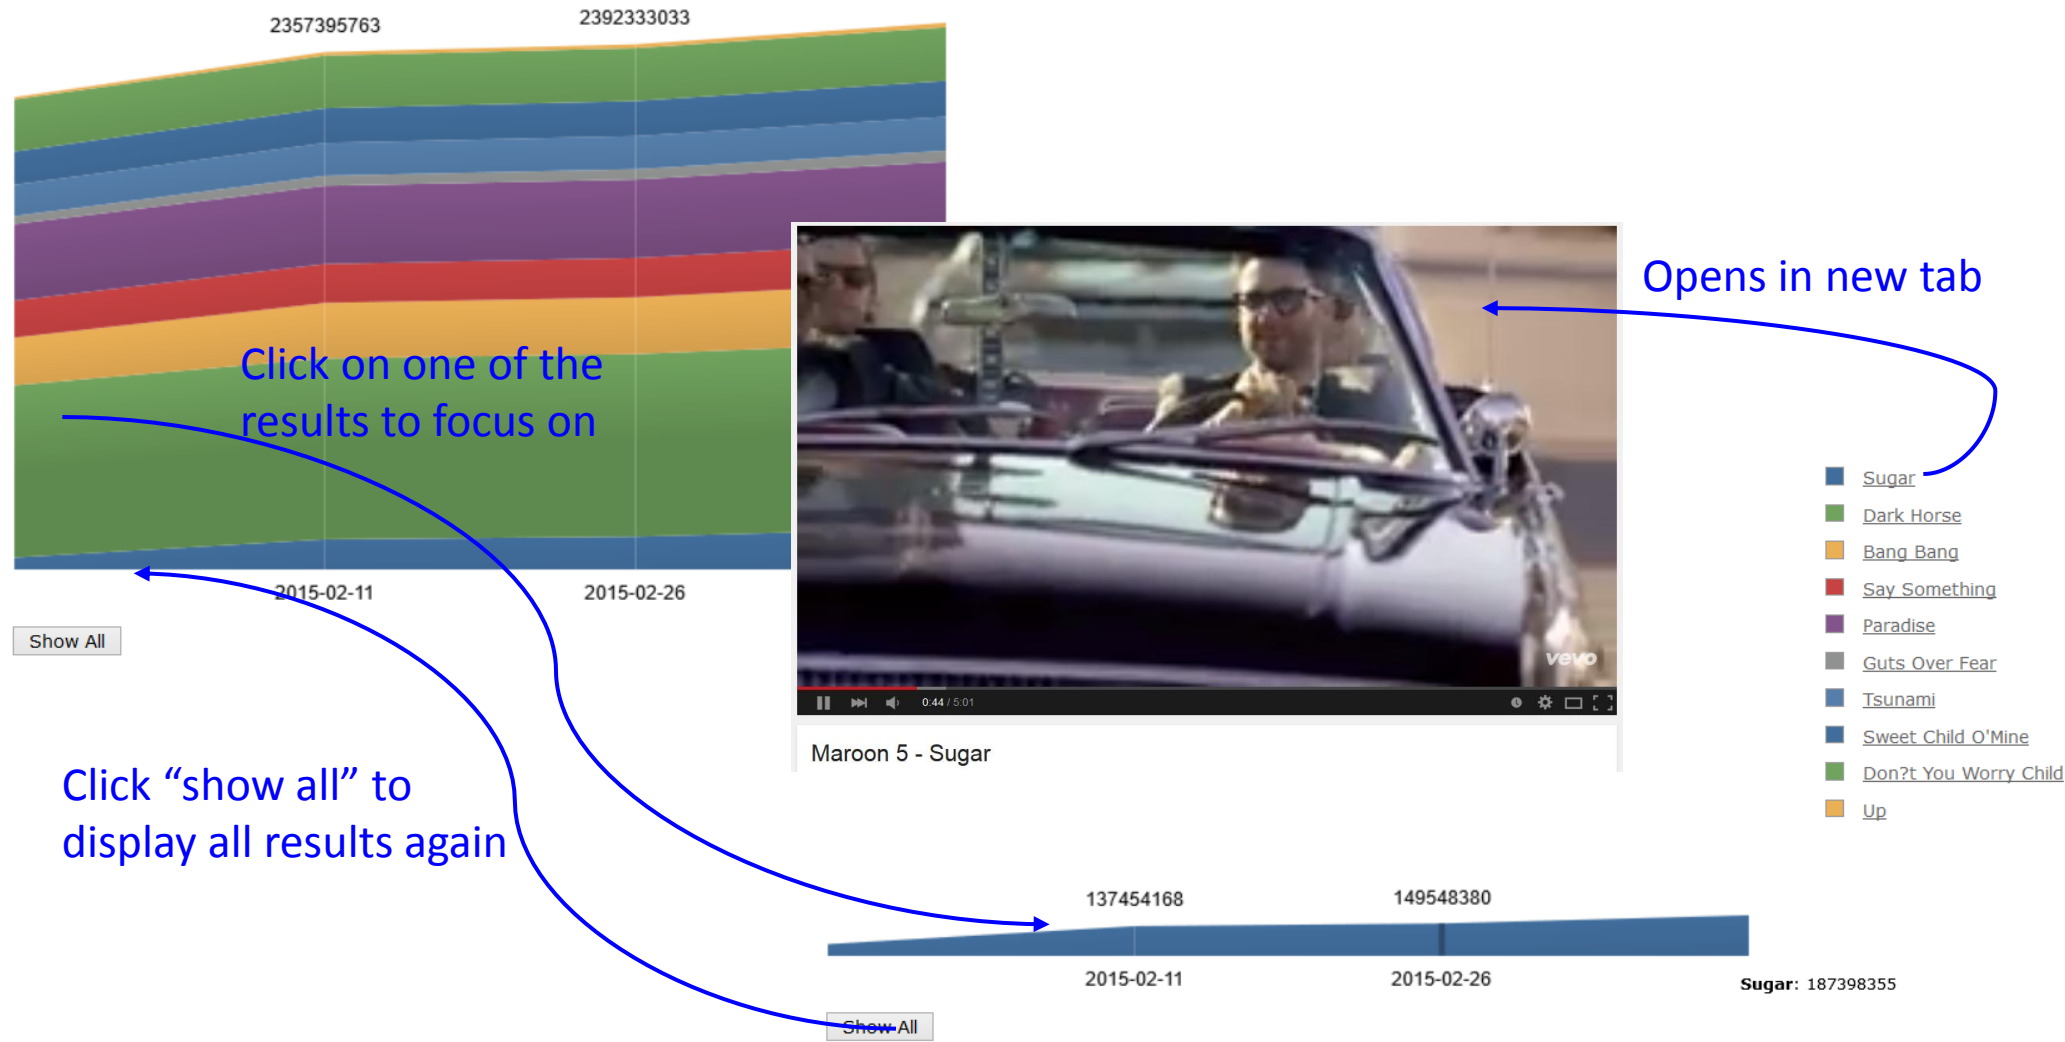 2357395763
2392333033
Click on one of the
results to focus on
2015-02-11
2015-02-26
Show All
Opens in new tab
vevo
0:44 / 5:01
Maroon 5 - Sugar
Sugar
Dark Horse
Bang Bang
Say Something
Paradise
Guts Over Fear
Tsunami
Sweet Child O'Mine
Don?t You Worry Child
Up
Click “show all” to
display all results again
137454168
149548380
2015-02-11
2015-02-26
Sugar: 187398355
Show All